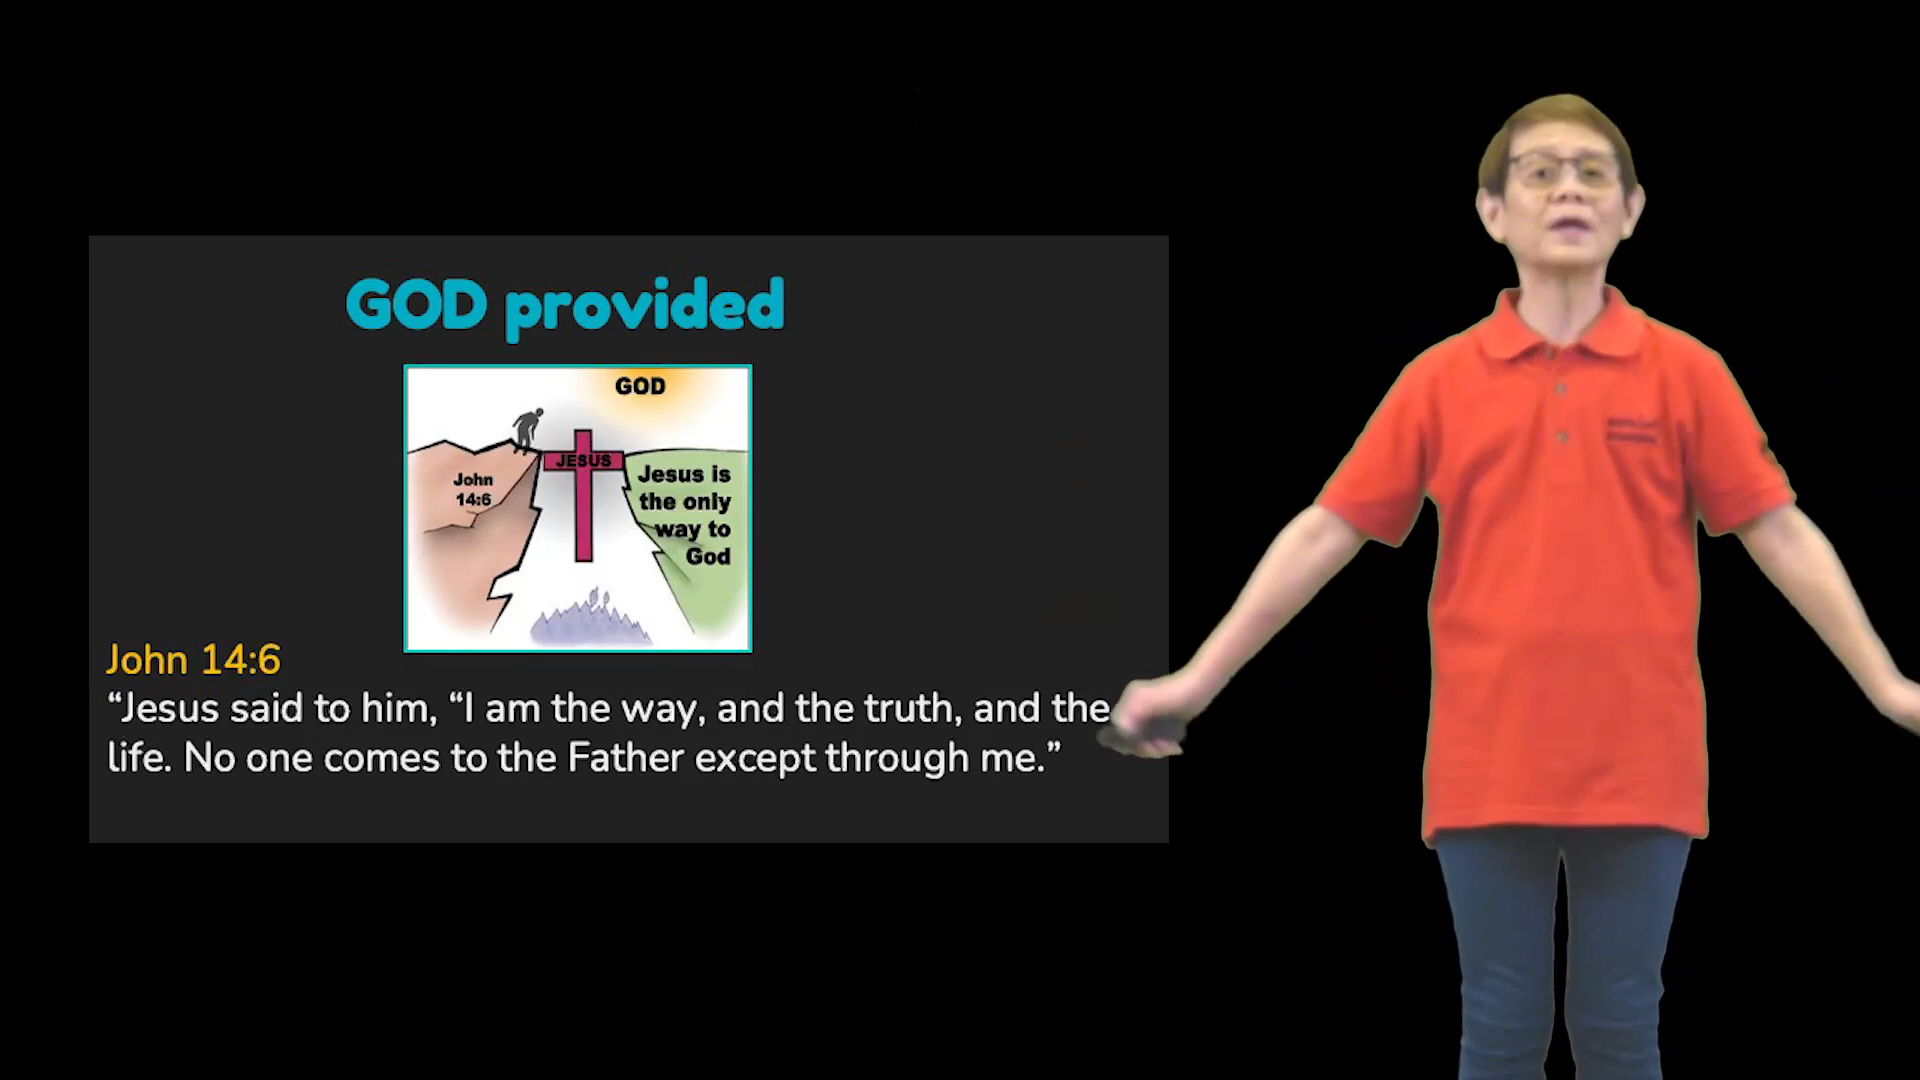 GOD provided
GOD
JESUS
John
14:6
Jesus is
the only
way to
God
John 14:6
“Jesus said to him, “I am the way, and the truth, and the
life. No one comes to the Father except through me.”